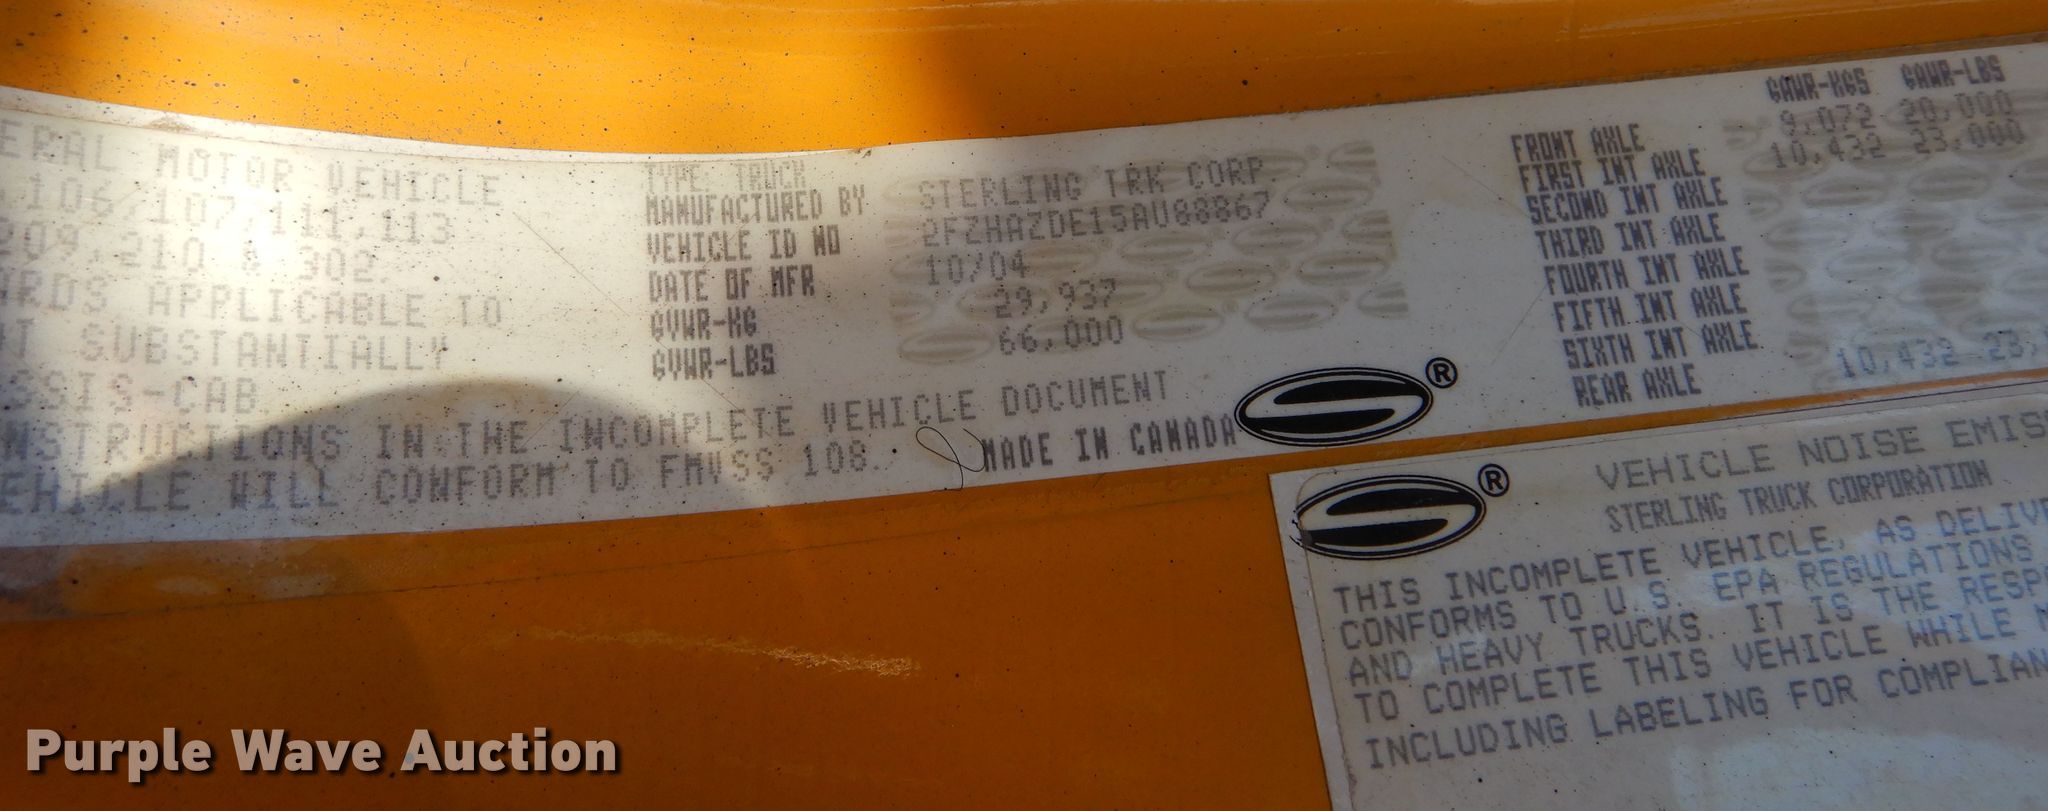 ERAL MOTOR VEHICLE
106,107,111,113
209,210 & 302.
ARDS APPLICABLE TO
SUBSTANTIALLY
SSIS-CAB
NSTRUCTIONS IN THE INCOMPLETE VEHICLE DOCUMENT
EHICLE WILL CONFORM TO FMVSS 108.
MADE IN CANADA
TYPE: TRUCK
MANUFACTURED BY STERLING TRK CORP
VEHICLE ID NO 2FZHAZDE15AU88867
DATE OF MFR 10/04
GVWR-KG 29,937
GVWR-LBS 66,000
GAWR-KGS GAWR-LBS
FRONT AXLE 9,072 20,000
FIRST INT AXLE 10,432 23,000
SECOND INT AXLE
THIRD INT AXLE
FOURTH INT AXLE
FIFTH INT AXLE
SIXTH INT AXLE
REAR AXLE 10,432 23,
®
®
VEHICLE NOISE EMIS
STERLING TRUCK CORPORATION
THIS INCOMPLETE VEHICLE, AS DELIVE
CONFORMS TO U.S. EPA REGULATIONS
AND HEAVY TRUCKS. IT IS THE RESP
TO COMPLETE THIS VEHICLE WHILE M
INCLUDING LABELING FOR COMPLIAN
Purple Wave Auction